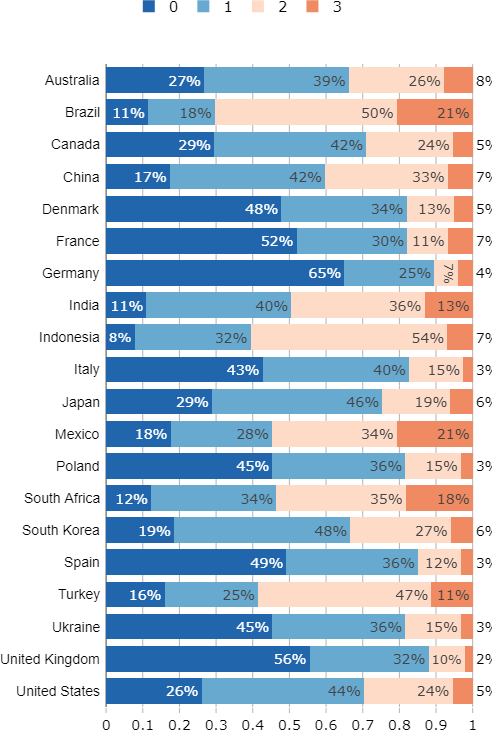 0 1 2 3
Australia 27% 39% 26% 8%
Brazil 11% 18% 50% 21%
Canada 29% 42% 24% 5%
China 17% 42% 33% 7%
Denmark 48% 34% 13% 5%
France 52% 30% 11% 7%
Germany 65% 25% 7% 4%
India 11% 40% 36% 13%
Indonesia 8% 32% 54% 7%
Italy 43% 40% 15% 3%
Japan 29% 46% 19% 6%
Mexico 18% 28% 34% 21%
Poland 45% 36% 15% 3%
South Africa 12% 34% 35% 18%
South Korea 19% 48% 27% 6%
Spain 49% 36% 12% 3%
Turkey 16% 25% 47% 11%
Ukraine 45% 36% 15% 3%
United Kingdom 56% 32% 10% 2%
United States 26% 44% 24% 5%
0 0.1 0.2 0.3 0.4 0.5 0.6 0.7 0.8 0.9 1